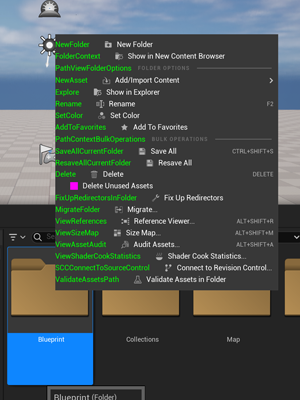 NewFolder New Folder
FolderContext Show in New Content Browser
PathViewFolderOptions FOLDER OPTIONS
NewAsset Add/Import Content
Explore Show in Explorer
Rename Rename F2
SetColor Set Color
AddToFavorites Add To Favorites
PathContextBulkOperations BULK OPERATIONS
SaveAllCurrentFolder Save All CTRL+SHIFT+S
ResaveAllCurrentFolder Resave All
Delete Delete DELETE
Delete Unused Assets
FixUpRedirectorsInFolder Fix Up Redirectors
MigrateFolder Migrate...
ViewReferences Reference Viewer... ALT+SHIFT+R
ViewSizeMap Size Map... ALT+SHIFT+M
ViewAssetAudit Audit Assets... ALT+SHIFT+A
ViewShaderCookStatistics Shader Cook Statistics...
SCCConnectToSourceControl Connect to Revision Control...
ValidateAssetsPath Validate Assets in Folder
Blueprint Collections Map
Blueprint (Folder)